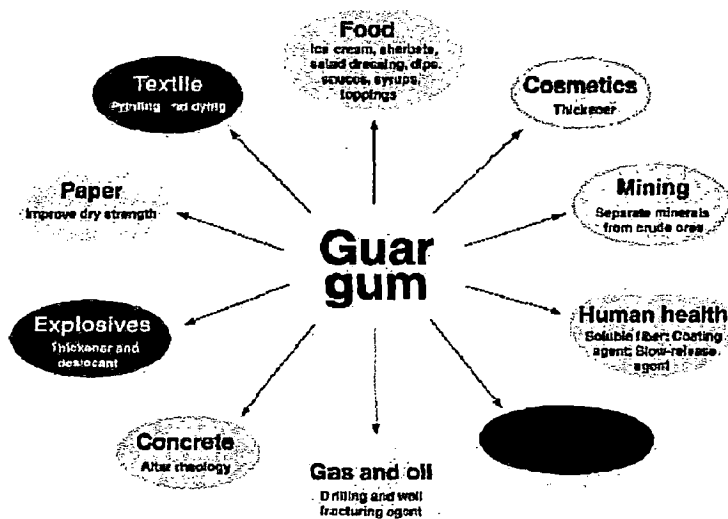 Food
Ice cream, sherbets,
salad dressing, dips,
sauces, syrups,
toppings
Textile
Printing and dying
Cosmetics
Thickener
Paper
Improve dry strength
Mining
Separate minerals
from crude ores
Guar
gum
Explosives
Thickener and
desiccant
Human health
Soluble fiber; Coating
agent; Slow-release
agent
Concrete
Alter rheology
Gas and oil
Drilling and well
fracturing agent